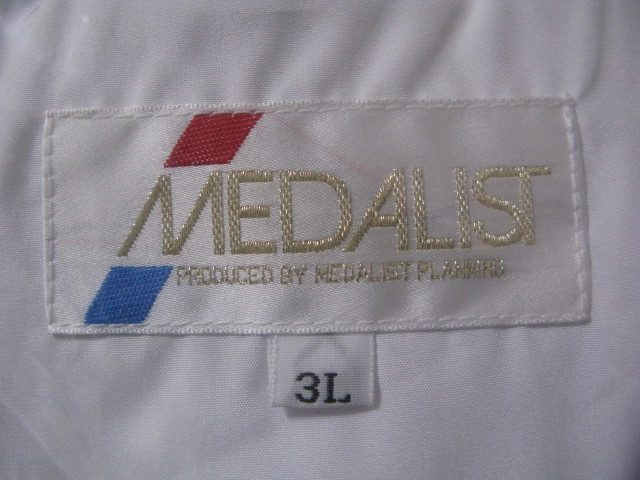 MEDALIST
PRODUCED BY MEDALIST PLANNING
3L